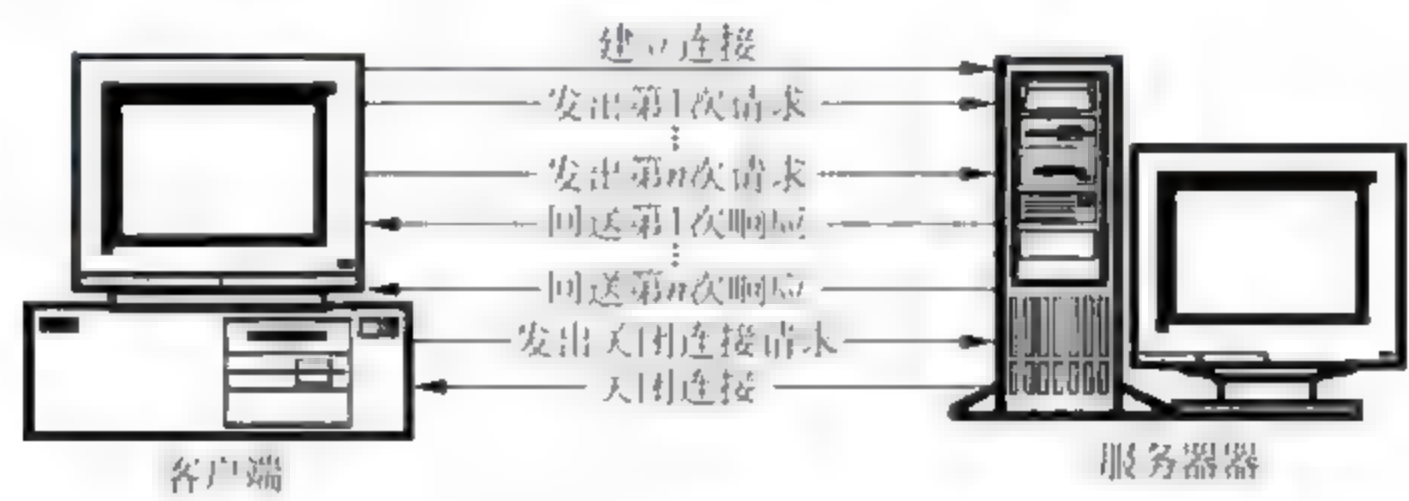 建立连接
发出第1次请求
⋮
发出第n次请求
回送第1次响应
⋮
回送第n次响应
发出关闭连接请求
关闭连接
客户端
服务器器